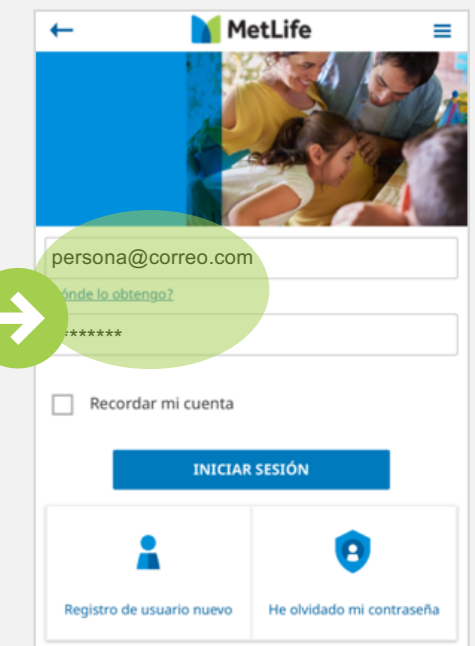 MetLife
persona@correo.com
ónde lo obtengo?
********
Recordar mi cuenta
INICIAR SESIÓN
Registro de usuario nuevo
He olvidado mi contraseña